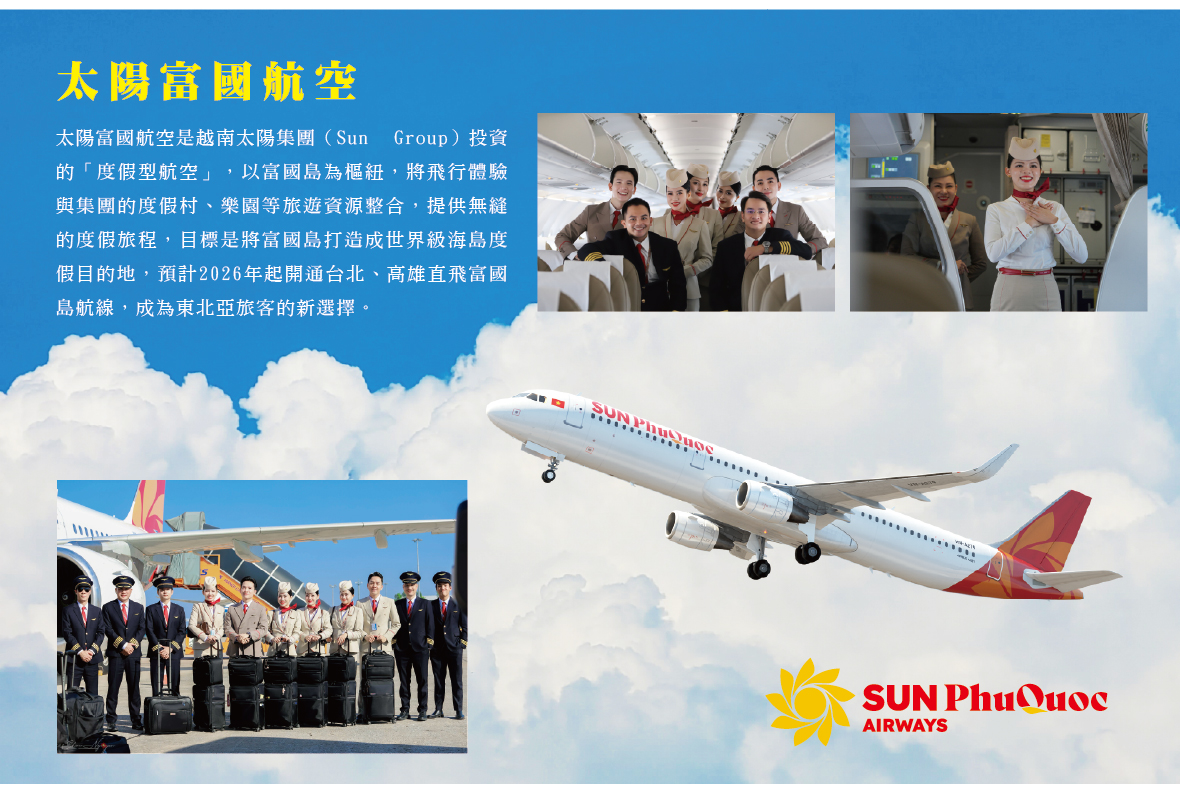 太陽富國航空
太陽富國航空是越南太陽集團（Sun Group）投資
的「度假型航空」，以富國島為樞紐，將飛行體驗
與集團的度假村、樂園等旅遊資源整合，提供無縫
的度假旅程，目標是將富國島打造成世界級海島度
假目的地，預計2026年起開通台北、高雄直飛富國
島航線，成為東北亞旅客的新選擇。
SUN PhuQuoc
SUN PhuQuoc
AIRWAYS